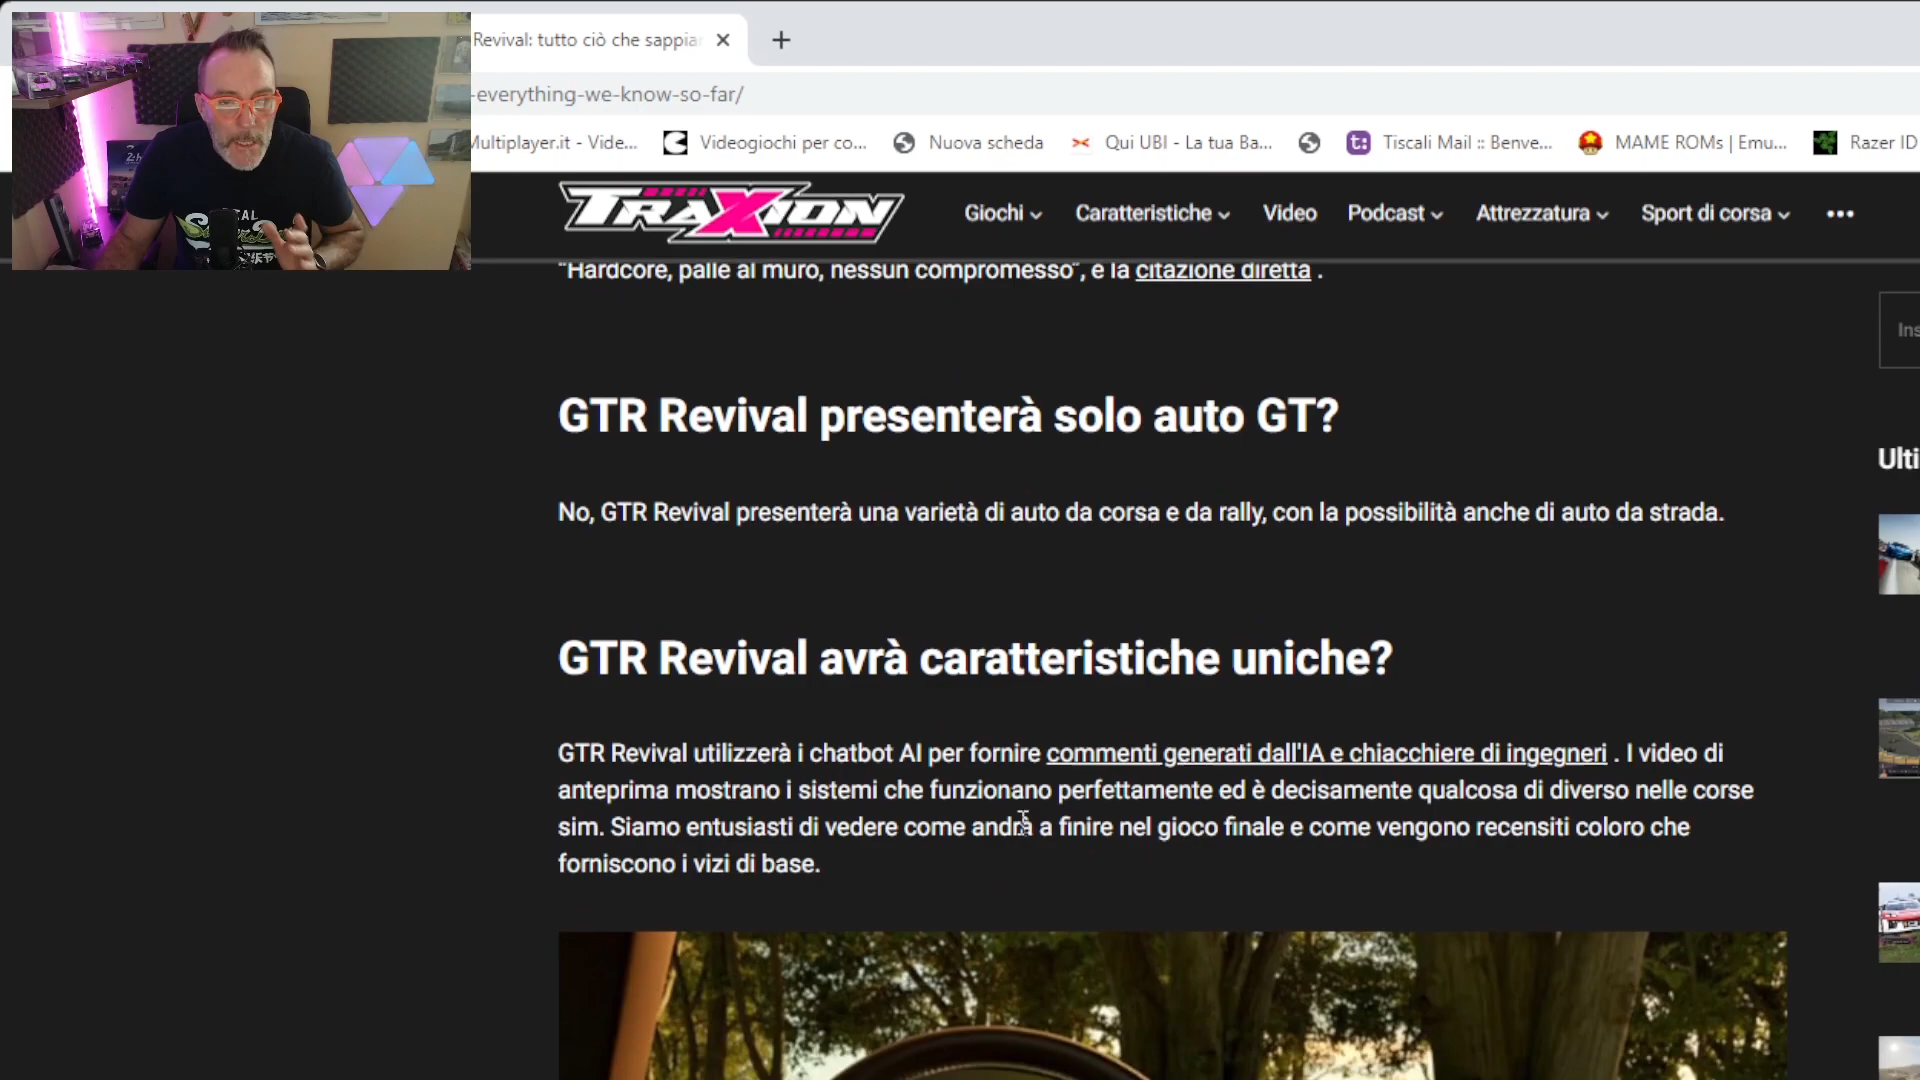 Revival: tutto ciò che sappia
-everything-we-know-so-far/
Multiplayer.it - Vide...
Videogiochi per co...
Nuova scheda
Qui UBI - La tua Ba...
t:
Tiscali Mail :: Benve...
MAME ROMs | Emu...
Razer ID
TRAXION
Giochi
Caratteristiche
Video
Podcast
Attrezzatura
Sport di corsa
"Hardcore, palle al muro, nessun compromesso", è la citazione diretta .
Ins
GTR Revival presenterà solo auto GT?
Ulti
No, GTR Revival presenterà una varietà di auto da corsa e da rally, con la possibilità anche di auto da strada.
GTR Revival avrà caratteristiche uniche?
GTR Revival utilizzerà i chatbot AI per fornire commenti generati dall'IA e chiacchiere di ingegneri . I video di
anteprima mostrano i sistemi che funzionano perfettamente ed è decisamente qualcosa di diverso nelle corse
sim. Siamo entusiasti di vedere come andrà a finire nel gioco finale e come vengono recensiti coloro che
forniscono i vizi di base.